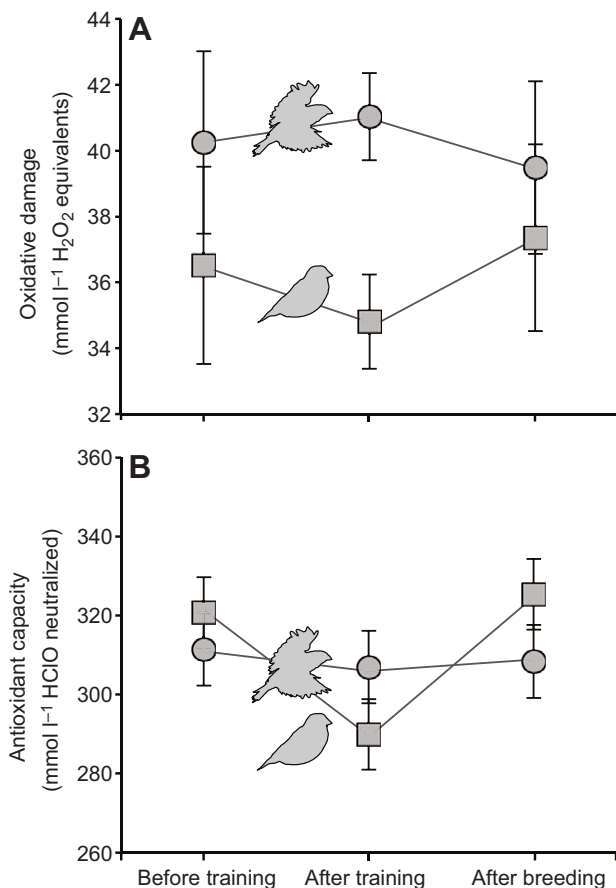 A
44
42
40
38
36
34
32
Oxidative damage
(mmol l⁻¹ H₂O₂ equivalents)
B
360
340
320
300
280
260
Antioxidant capacity
(mmol l⁻¹ HClO neutralized)
Before training After training After breeding